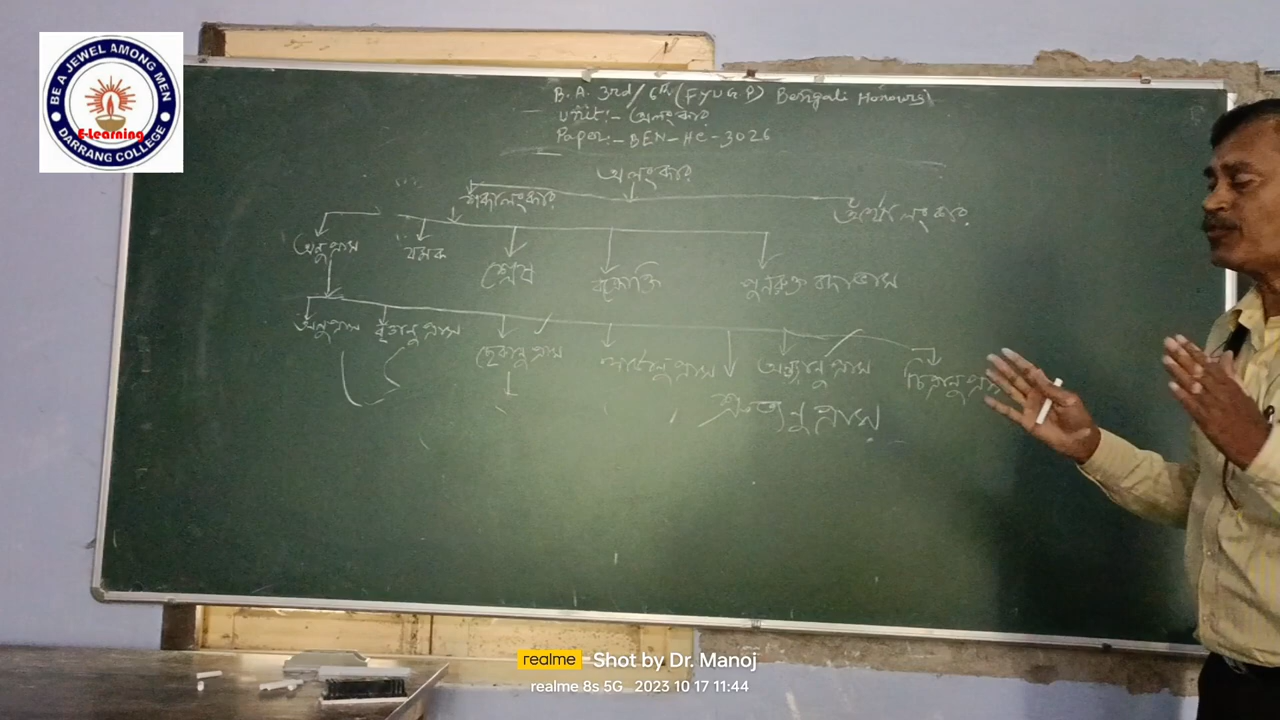 BE A JEWEL AMONG MEN
E-Learning
DARRANG COLLEGE
B.A. 3rd/6th (FYUGP) Bengali Honours
Unit:- অলংকার
Paper:- BEN-HC-3026
অলংকার
শব্দালংকার অর্থালংকার
অনুপ্রাস যমক শ্লেষ বক্রোক্তি পুনরুক্ত বদাভাস
অনুপ্রাস বৃত্তানুপ্রাস ছেকানুপ্রাস অন্ত্যানুপ্রাস
শ্রুত্যনুপ্রাস
realme Shot by Dr. Manoj
realme 8s 5G 2023 10 17 11:44